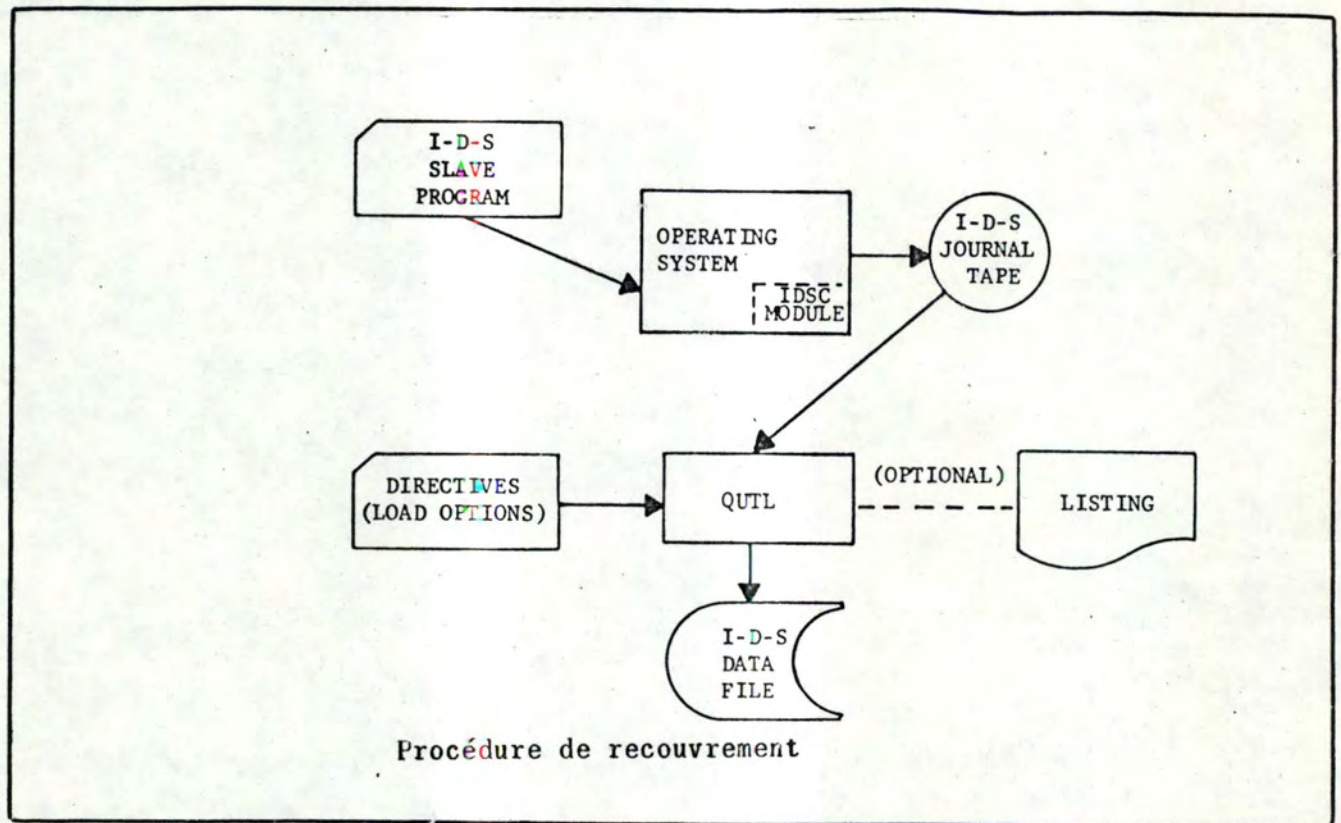 I-D-S
SLAVE
PROGRAM
OPERATING
SYSTEM
IDSC
MODULE
I-D-S
JOURNAL
TAPE
DIRECTIVES
(LOAD OPTIONS)
QUTL
(OPTIONAL)
LISTING
I-D-S
DATA
FILE
Procédure de recouvrement